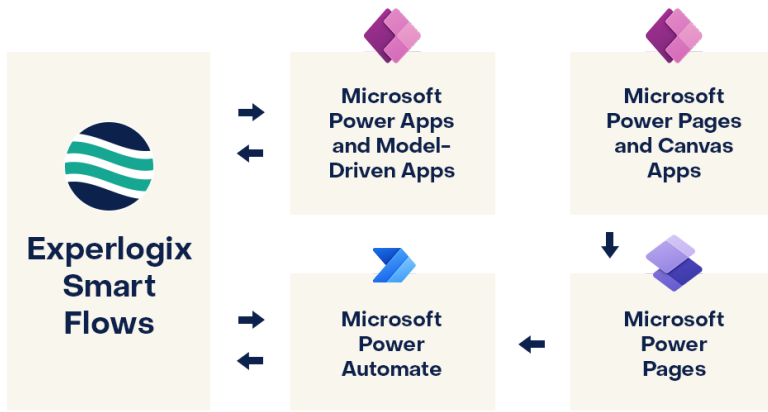 Experlogix
Smart
Flows
Microsoft
Power Apps
and Model-
Driven Apps
Microsoft
Power Pages
and Canvas
Apps
Microsoft
Power
Automate
Microsoft
Power
Pages